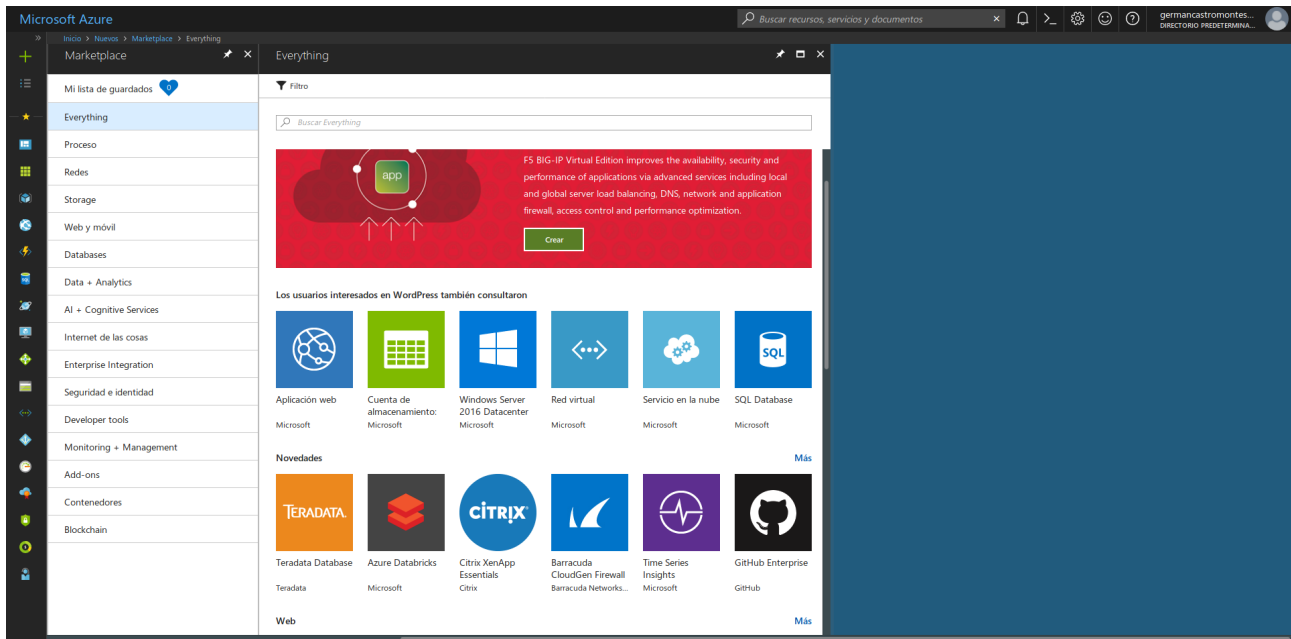 Microsoft Azure
Buscar recursos, servicios y documentos
germancastromontes...
DIRECTORIO PREDETERMINA...
Inicio > Nuevos > Marketplace > Everything
Marketplace
Everything
Mi lista de guardados 0
Everything
Proceso
Redes
Storage
Web y móvil
Databases
Data + Analytics
AI + Cognitive Services
Internet de las cosas
Enterprise Integration
Seguridad e identidad
Developer tools
Monitoring + Management
Add-ons
Contenedores
Blockchain
Filtro
Buscar Everything
app
F5 BIG-IP Virtual Edition improves the availability, security and
performance of applications via advanced services including local
and global server load balancing, DNS, network and application
firewall, access control and performance optimization.
Crear
Los usuarios interesados en WordPress también consultaron
SQL
Aplicación web
Microsoft
Cuenta de
almacenamiento:
Microsoft
Windows Server
2016 Datacenter
Microsoft
Red virtual
Microsoft
Servicio en la nube
Microsoft
SQL Database
Microsoft
Novedades
Más
TERADATA.
CITRIX
Teradata Database
Teradata
Azure Databricks
Microsoft
Citrix XenApp
Essentials
Citrix
Barracuda
CloudGen Firewall
Barracuda Networks...
Time Series
Insights
Microsoft
GitHub Enterprise
GitHub
Web
Más